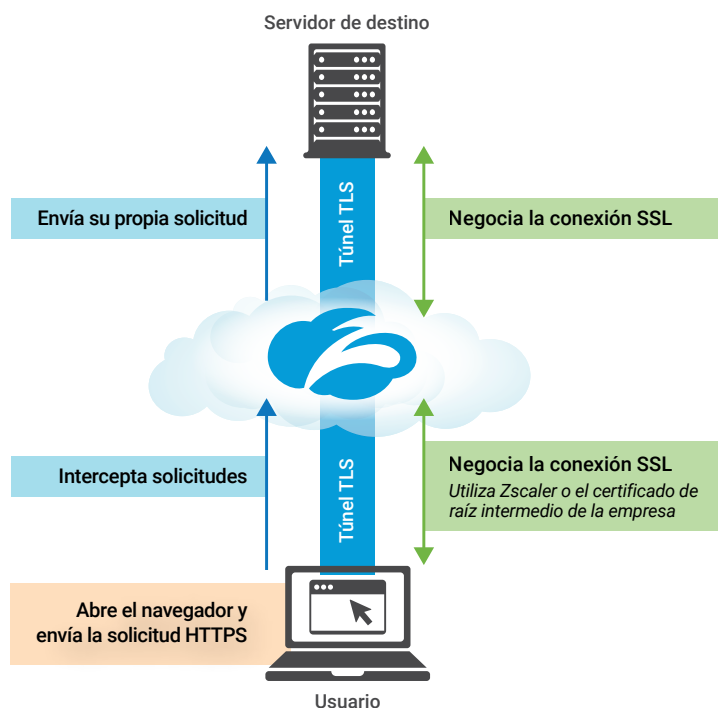 Servidor de destino
Túnel TLS
Envía su propia solicitud
Negocia la conexión SSL
Intercepta solicitudes
Túnel TLS
Negocia la conexión SSL
Utiliza Zscaler o el certificado de
raíz intermedio de la empresa
Abre el navegador y
envía la solicitud HTTPS
Usuario